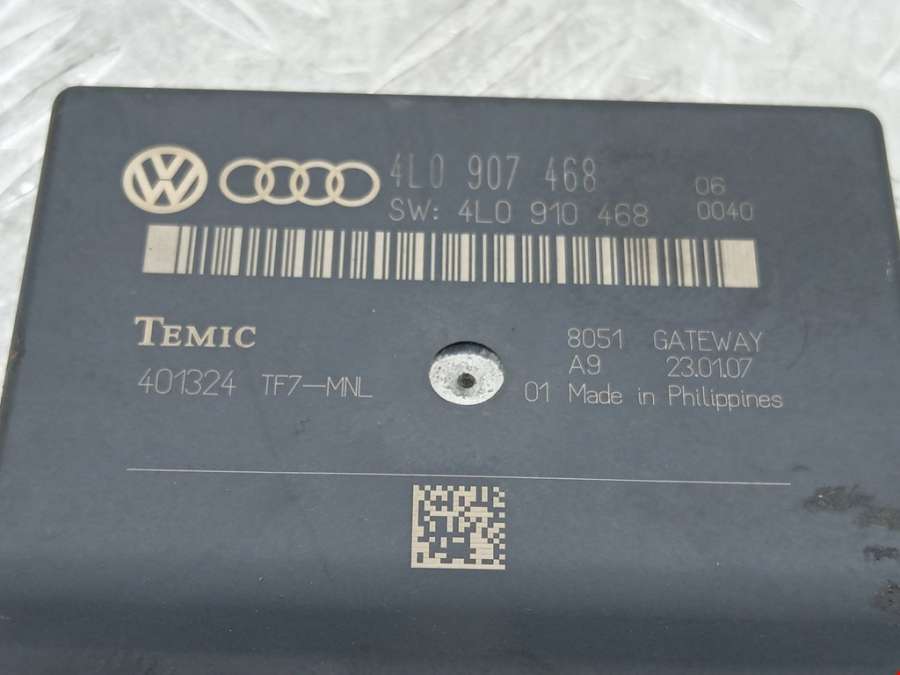 4L0 907 468 06
SW: 4L0 910 468 0040
TEMIC 8051 GATEWAY
A9 23.01.07
401324 TF7-MNL 01 Made in Philippines